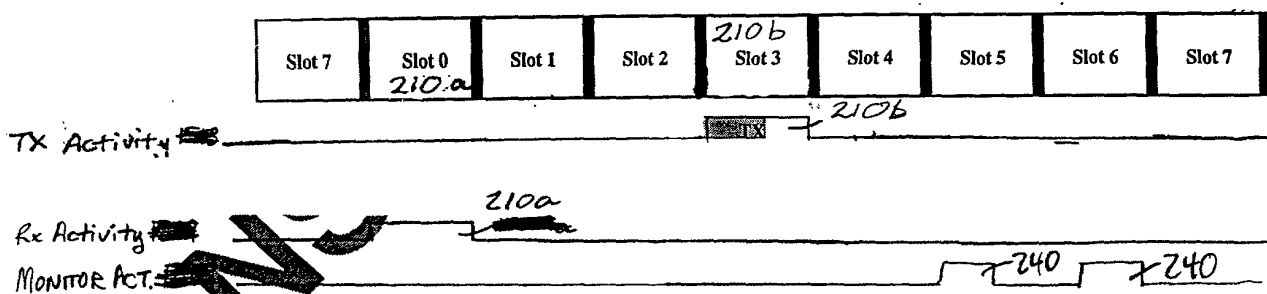 210b
Slot 7 Slot 0 Slot 1 Slot 2 Slot 3 Slot 4 Slot 5 Slot 6 Slot 7
210a
TX Activity TX 210b
210a
Rx Activity
MONITOR ACT. 240 240